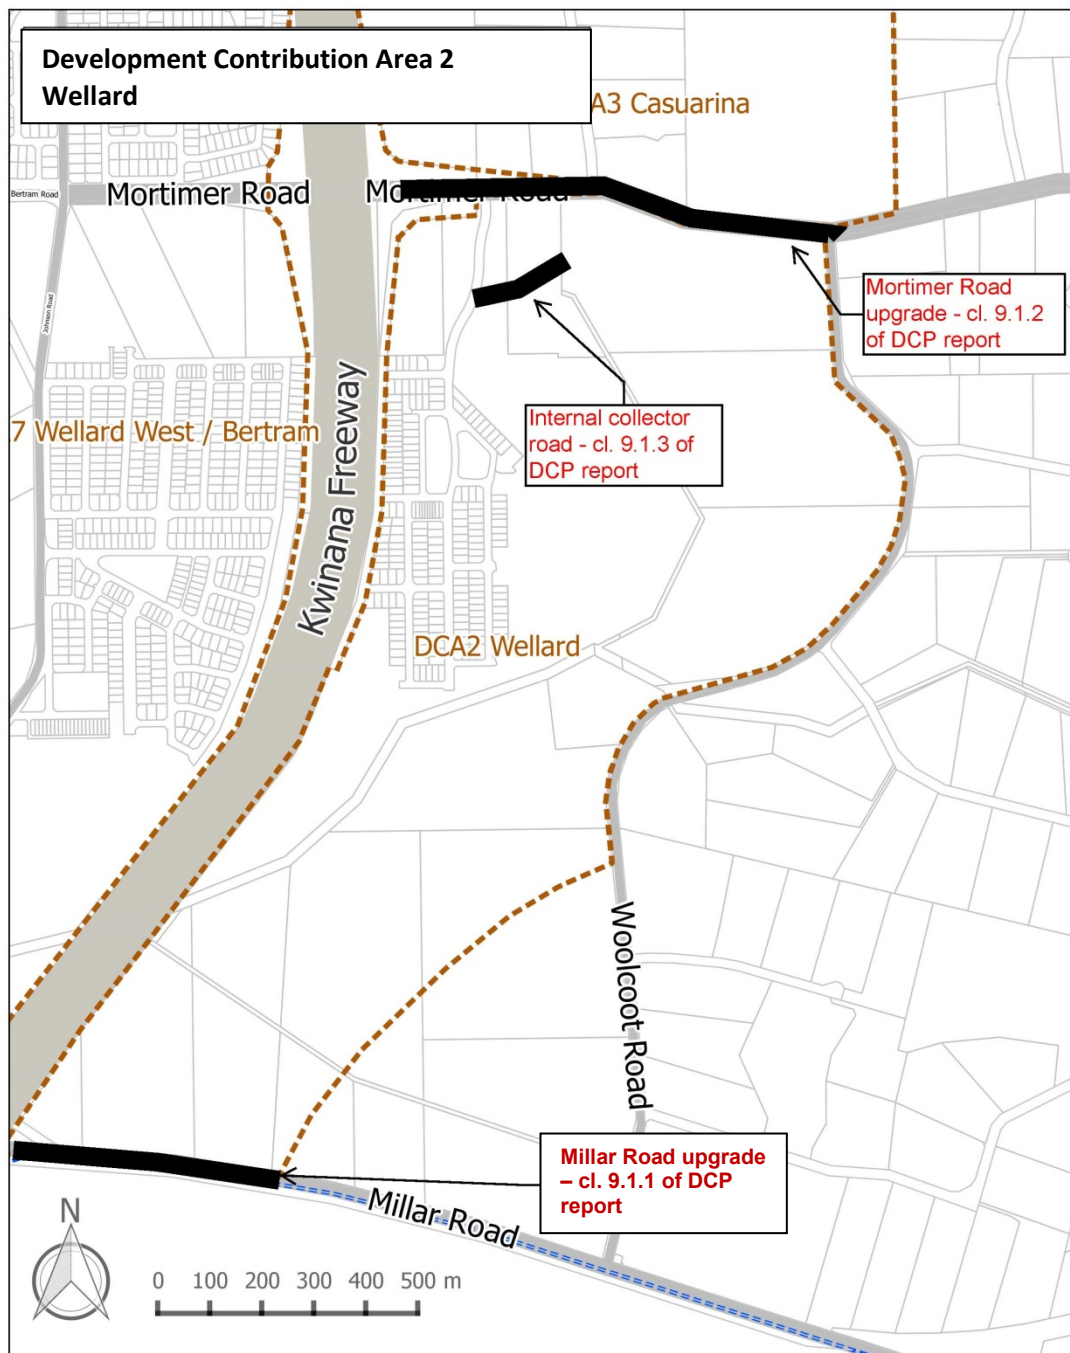 Development Contribution Area 2
Wellard
A3 Casuarina
Bertram Road
Mortimer Road
Mortimer Road
Johnson Road
Mortimer Road
upgrade - cl. 9.1.2
of DCP report
Internal collector
road - cl. 9.1.3 of
DCP report
7 Wellard West / Bertram
Kwinana Freeway
DCA2 Wellard
Woolcoot Road
Millar Road upgrade
– cl. 9.1.1 of DCP
report
Millar Road
N
0 100 200 300 400 500 m